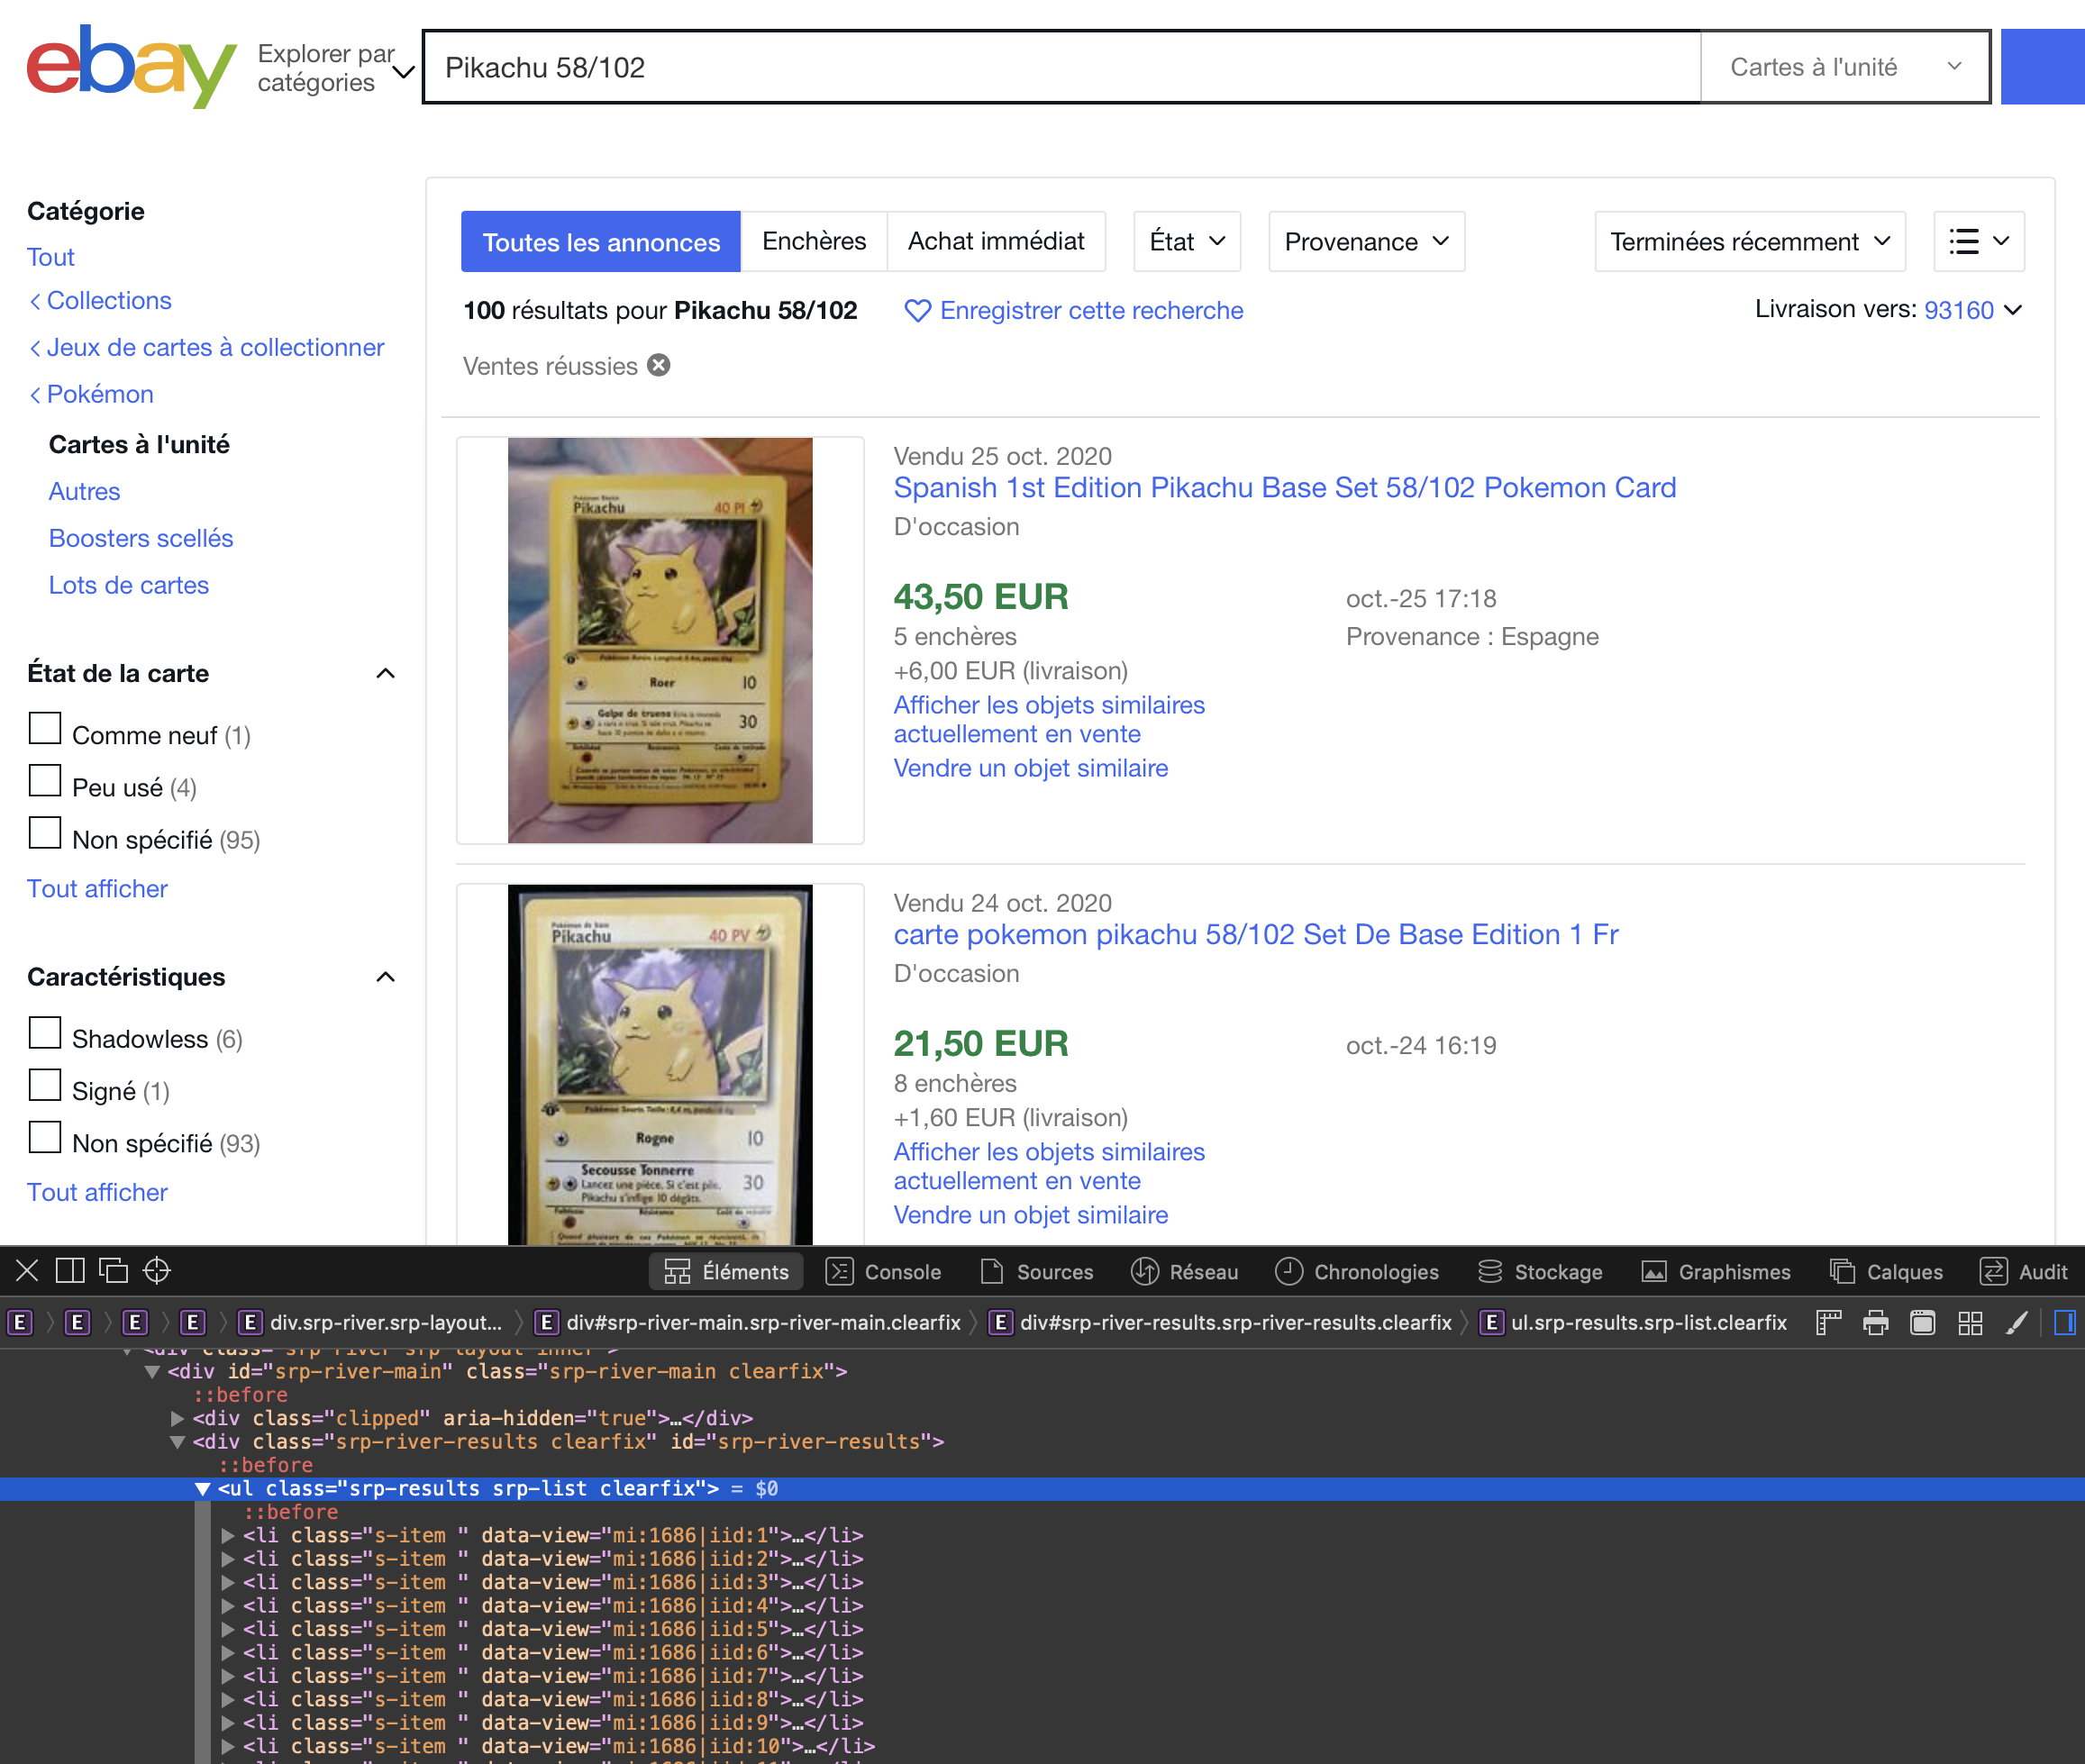 ebay
Explorer par
catégories
Pikachu 58/102
Cartes à l'unité
Catégorie
Tout
Collections
Jeux de cartes à collectionner
Pokémon
Cartes à l'unité
Autres
Boosters scellés
Lots de cartes
État de la carte
Comme neuf (1)
Peu usé (4)
Non spécifié (95)
Tout afficher
Caractéristiques
Shadowless (6)
Signé (1)
Non spécifié (93)
Tout afficher
Toutes les annonces
Enchères
Achat immédiat
État
Provenance
Terminées récemment
100 résultats pour Pikachu 58/102
Enregistrer cette recherche
Livraison vers: 93160
Ventes réussies
Pikachu
40 PV
Roer 10
Golpe de trueno
30
Vendu 25 oct. 2020
Spanish 1st Edition Pikachu Base Set 58/102 Pokemon Card
D'occasion
43,50 EUR
oct.-25 17:18
5 enchères
Provenance : Espagne
+6,00 EUR (livraison)
Afficher les objets similaires
actuellement en vente
Vendre un objet similaire
Pikachu
40 PV
Rogne 10
Secousse Tonnerre
Lancez une pièce. Si c'est pile,
Pikachu s'inflige 10 dégâts.
30
Vendu 24 oct. 2020
carte pokemon pikachu 58/102 Set De Base Edition 1 Fr
D'occasion
21,50 EUR
oct.-24 16:19
8 enchères
+1,60 EUR (livraison)
Afficher les objets similaires
actuellement en vente
Vendre un objet similaire
Éléments
Console
Sources
Réseau
Chronologies
Stockage
Graphismes
Calques
Audit
E E E E E div.srp-river.srp-layout... E div#srp-river-main.srp-river-main.clearfix E div#srp-river-results.srp-river-results.clearfix E ul.srp-results.srp-list.clearfix
<div class="srp-river srp-layout-inner">
<div id="srp-river-main" class="srp-river-main clearfix">
::before
<div class="clipped" aria-hidden="true">…</div>
<div class="srp-river-results clearfix" id="srp-river-results">
::before
<ul class="srp-results srp-list clearfix"> = $0
::before
<li class="s-item " data-view="mi:1686|iid:1">…</li>
<li class="s-item " data-view="mi:1686|iid:2">…</li>
<li class="s-item " data-view="mi:1686|iid:3">…</li>
<li class="s-item " data-view="mi:1686|iid:4">…</li>
<li class="s-item " data-view="mi:1686|iid:5">…</li>
<li class="s-item " data-view="mi:1686|iid:6">…</li>
<li class="s-item " data-view="mi:1686|iid:7">…</li>
<li class="s-item " data-view="mi:1686|iid:8">…</li>
<li class="s-item " data-view="mi:1686|iid:9">…</li>
<li class="s-item " data-view="mi:1686|iid:10">…</li>